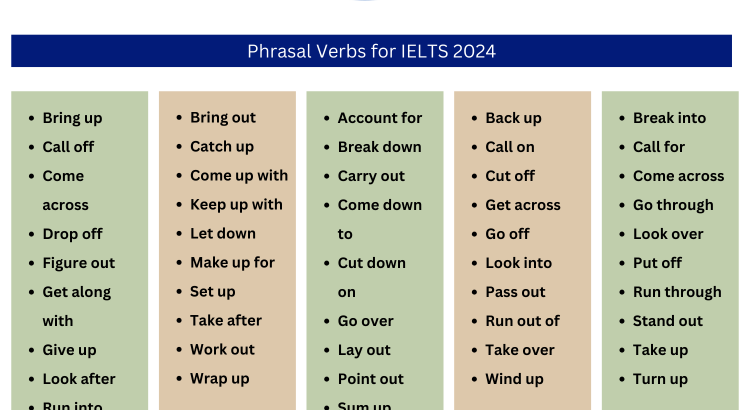 Phrasal Verbs for IELTS 2024
• Bring up
• Call off
• Come
across
• Drop off
• Figure out
• Get along
with
• Give up
• Look after
• Run into
• Bring out
• Catch up
• Come up with
• Keep up with
• Let down
• Make up for
• Set up
• Take after
• Work out
• Wrap up
• Account for
• Break down
• Carry out
• Come down
to
• Cut down
on
• Go over
• Lay out
• Point out
• Sum up
• Back up
• Call on
• Cut off
• Get across
• Go off
• Look into
• Pass out
• Run out of
• Take over
• Wind up
• Break into
• Call for
• Come across
• Go through
• Look over
• Put off
• Run through
• Stand out
• Take up
• Turn up